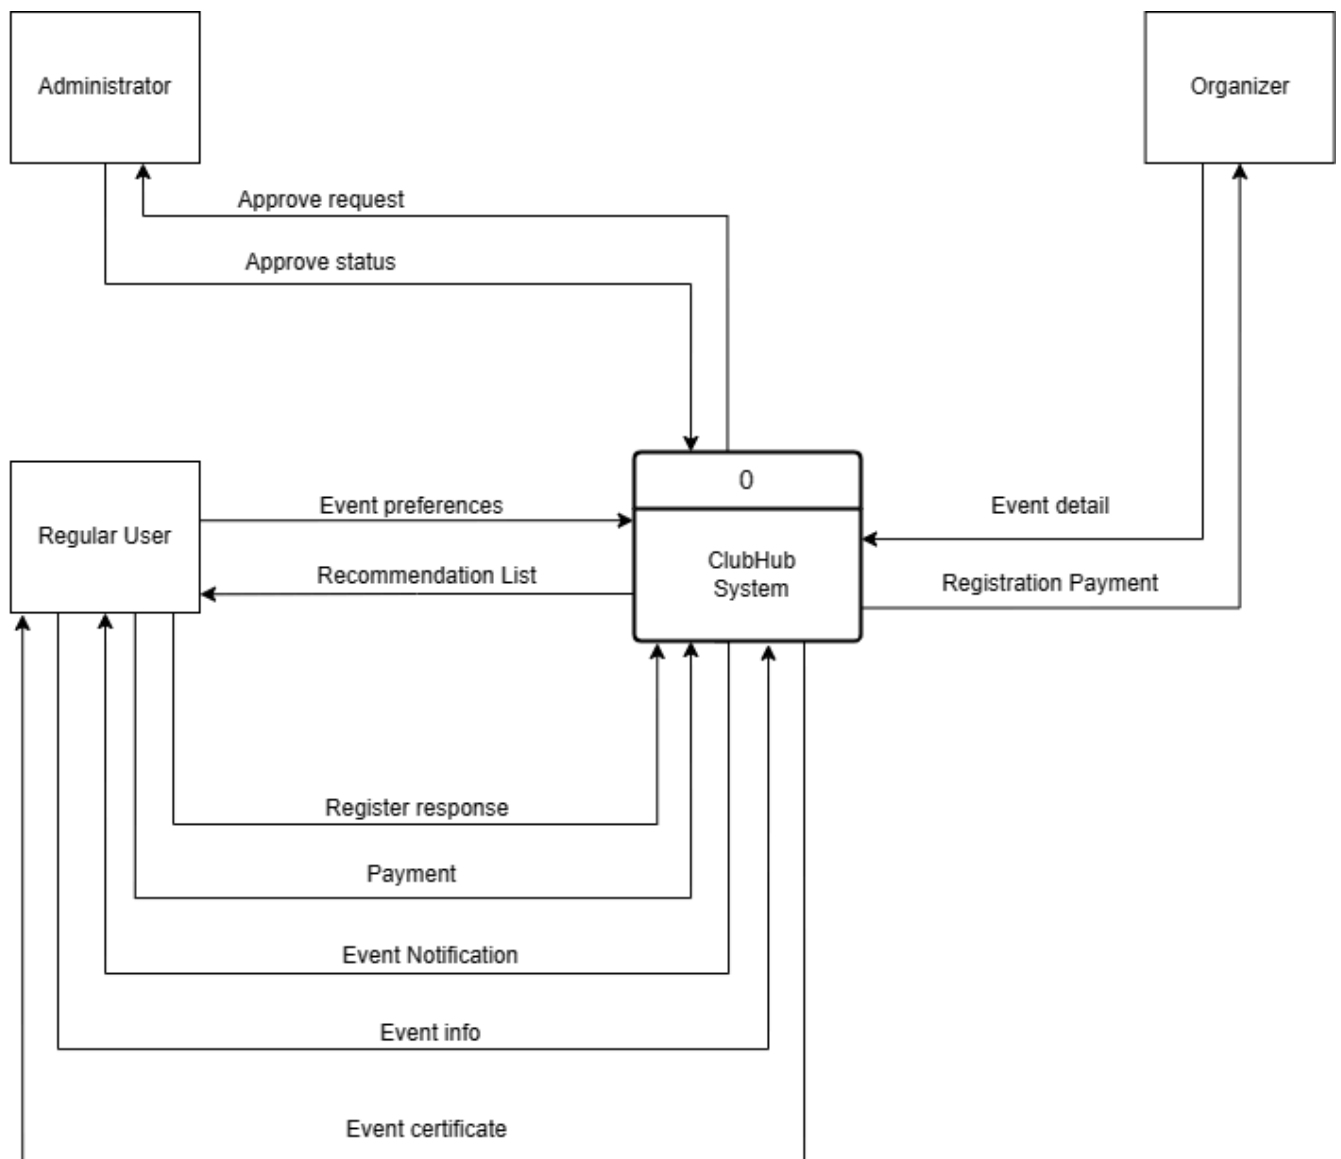 Administrator
Organizer
Approve request
Approve status
0
Event preferences
Event detail
Regular User
ClubHub
System
Recommendation List
Registration Payment
Register response
Payment
Event Notification
Event info
Event certificate